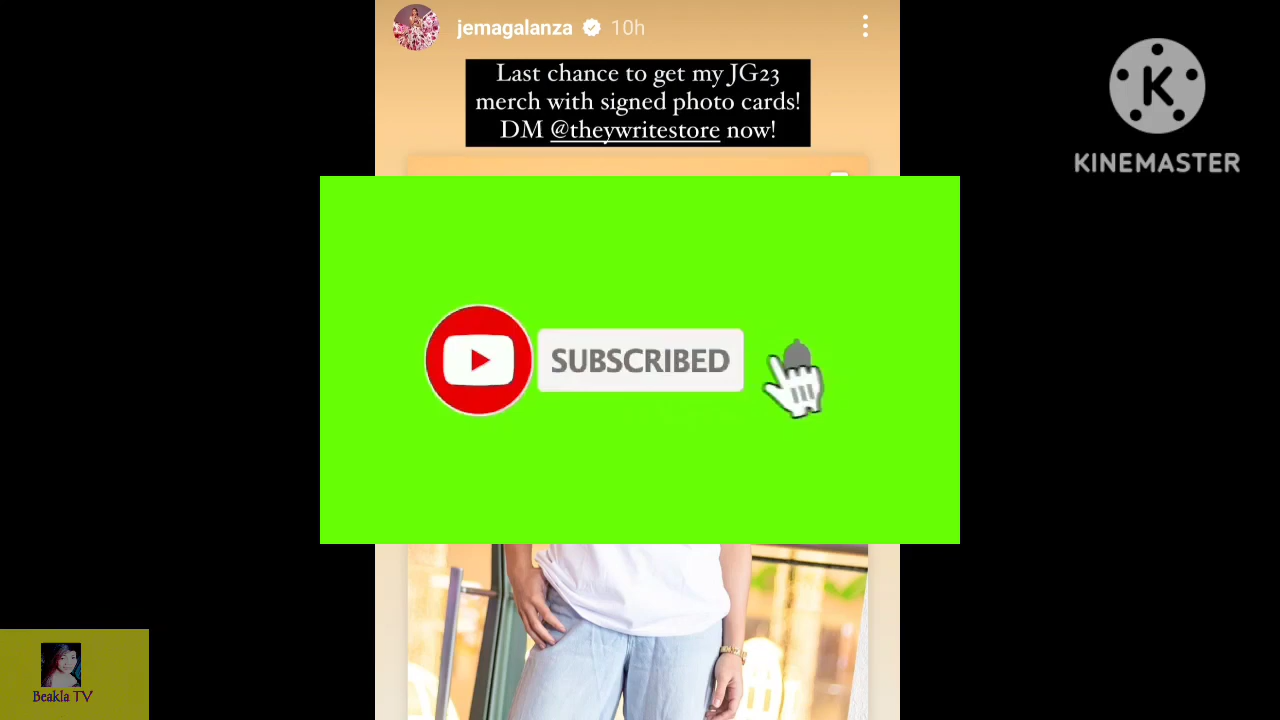 jemagalanza 10h
Last chance to get my JG23
merch with signed photo cards!
DM @theywritestore now!
K
KINEMASTER
SUBSCRIBED
Beakla TV